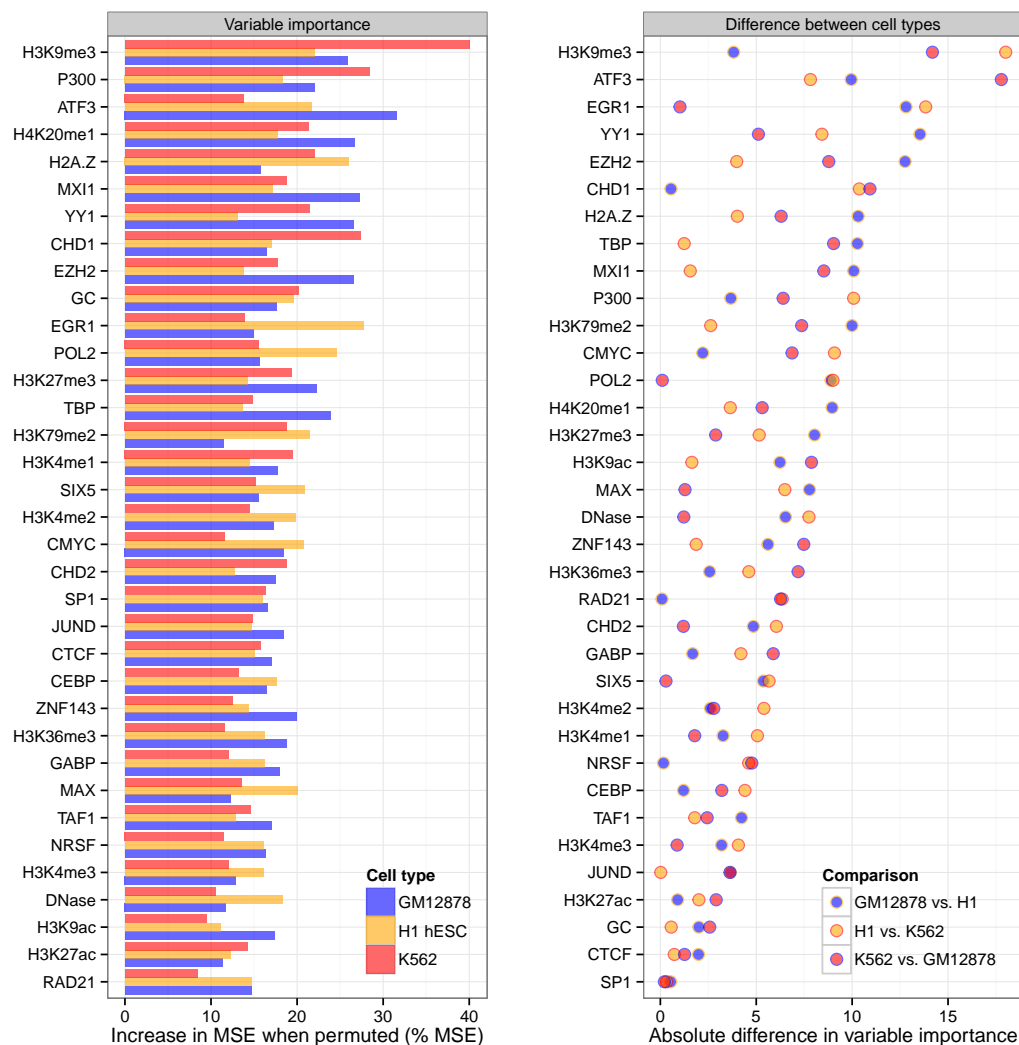 Variable importance
H3K9me3
P300
ATF3
H4K20me1
H2A.Z
MXI1
YY1
CHD1
EZH2
GC
EGR1
POL2
H3K27me3
TBP
H3K79me2
H3K4me1
SIX5
H3K4me2
CMYC
CHD2
SP1
JUND
CTCF
CEBP
ZNF143
H3K36me3
GABP
MAX
TAF1
NRSF
H3K4me3
DNase
H3K9ac
H3K27ac
RAD21
Cell type
GM12878
H1 hESC
K562
0 10 20 30 40
Increase in MSE when permuted (% MSE)
Difference between cell types
H3K9me3
ATF3
EGR1
YY1
EZH2
CHD1
H2A.Z
TBP
MXI1
P300
H3K79me2
CMYC
POL2
H4K20me1
H3K27me3
H3K9ac
MAX
DNase
ZNF143
H3K36me3
RAD21
CHD2
GABP
SIX5
H3K4me2
H3K4me1
NRSF
CEBP
TAF1
H3K4me3
JUND
H3K27ac
GC
CTCF
SP1
Comparison
GM12878 vs. H1
H1 vs. K562
K562 vs. GM12878
0 5 10 15
Absolute difference in variable importance